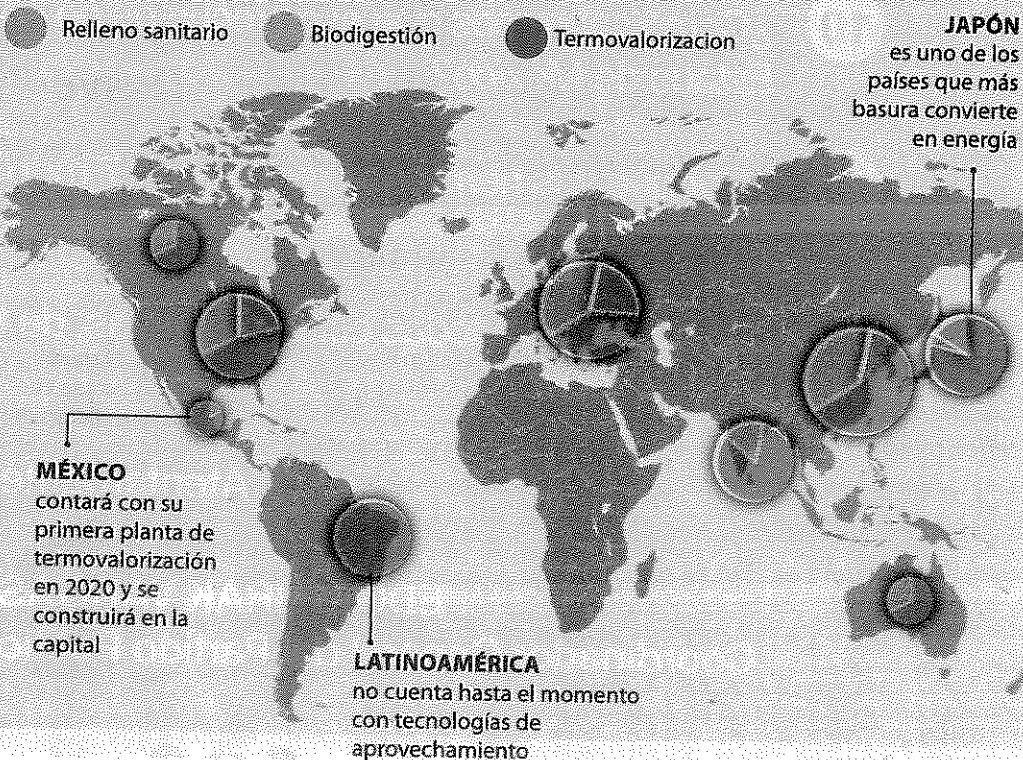 Relleno sanitario
Biodigestión
Termovalorizacion
JAPÓN
es uno de los
países que más
basura convierte
en energía
MÉXICO
contará con su
primera planta de
termovalorización
en 2020 y se
construirá en la
capital
LATINOAMÉRICA
no cuenta hasta el momento
con tecnologías de
aprovechamiento